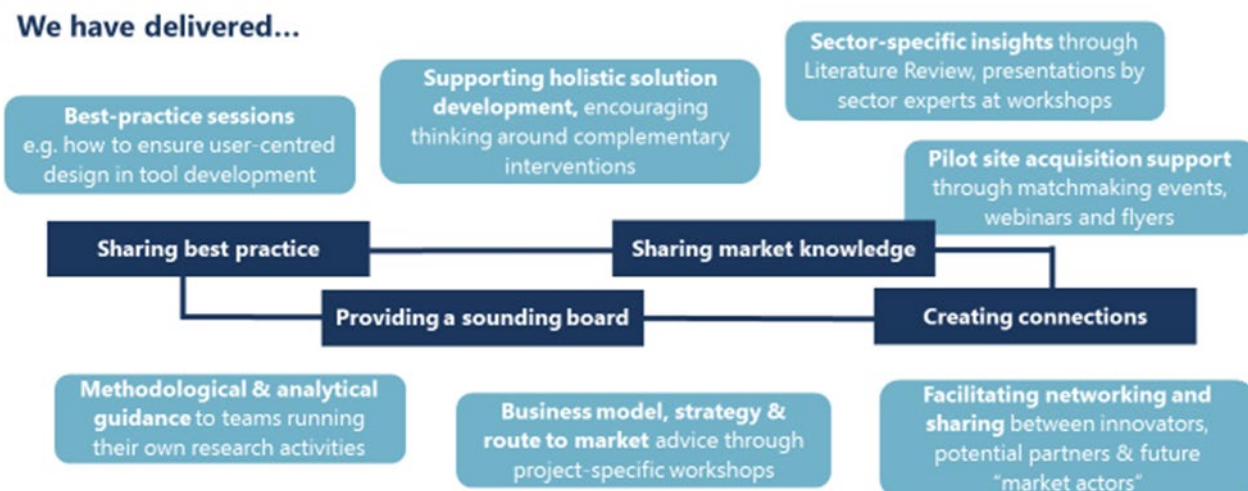 We have delivered...
Best-practice sessions
e.g. how to ensure user-centred
design in tool development
Supporting holistic solution
development, encouraging
thinking around complementary
interventions
Sector-specific insights through
Literature Review, presentations by
sector experts at workshops
Pilot site acquisition support
through matchmaking events,
webinars and flyers
Sharing best practice
Sharing market knowledge
Providing a sounding board
Creating connections
Methodological & analytical
guidance to teams running
their own research activities
Business model, strategy &
route to market advice through
project-specific workshops
Facilitating networking and
sharing between innovators,
potential partners & future
"market actors"